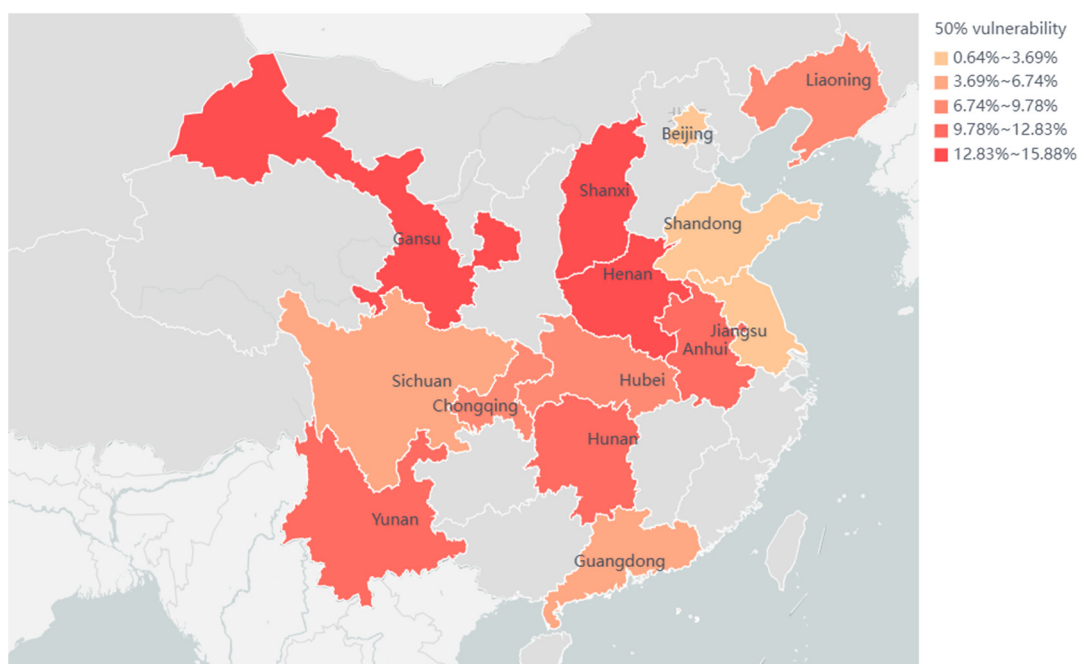 50% vulnerability
0.64%~3.69%
3.69%~6.74%
6.74%~9.78%
9.78%~12.83%
12.83%~15.88%
Liaoning
Beijing
Shanxi
Shandong
Gansu
Henan
Jiangsu
Anhui
Sichuan
Hubei
Chongqing
Hunan
Yunan
Guangdong